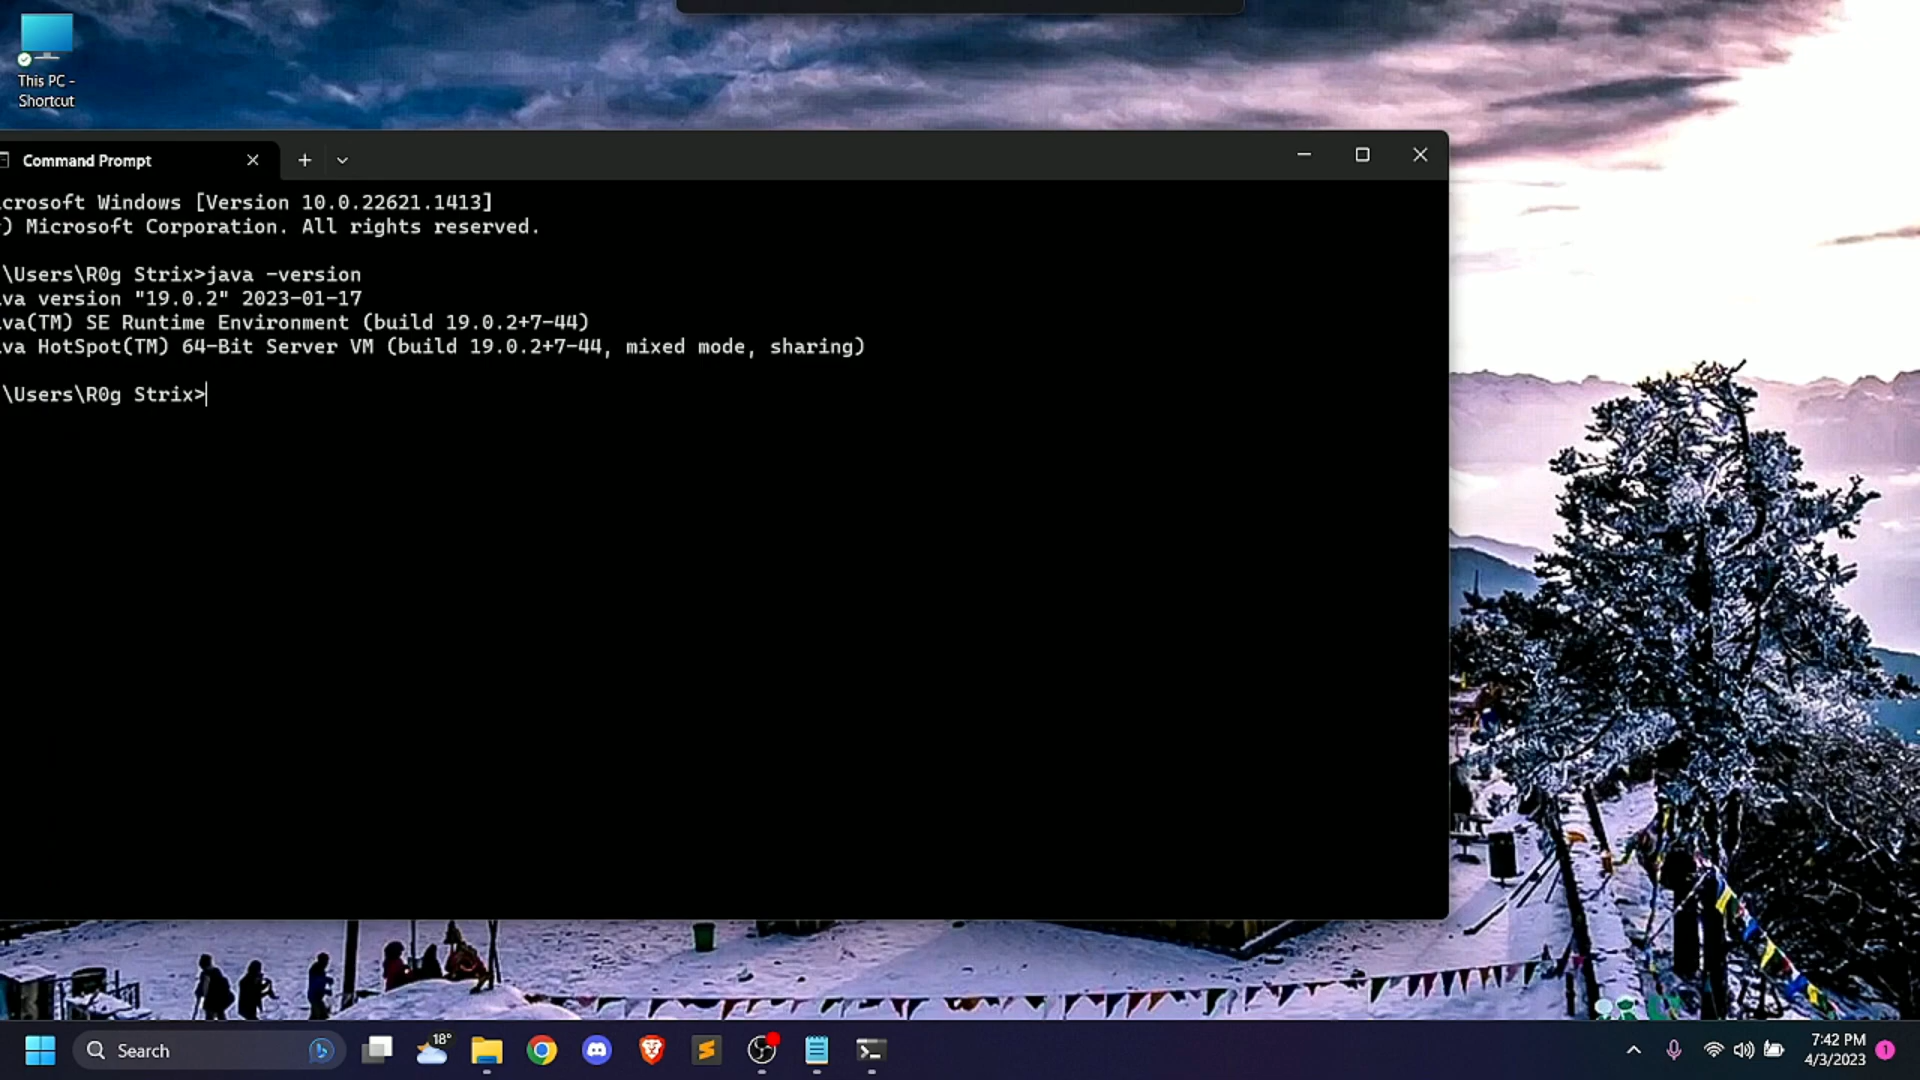 This PC -
Shortcut
Command Prompt
crosoft Windows [Version 10.0.22621.1413]
) Microsoft Corporation. All rights reserved.
\Users\R0g Strix>java -version
va version "19.0.2" 2023-01-17
va(TM) SE Runtime Environment (build 19.0.2+7-44)
va HotSpot(TM) 64-Bit Server VM (build 19.0.2+7-44, mixed mode, sharing)
\Users\R0g Strix>
Search
18°
7:42 PM
4/3/2023
1